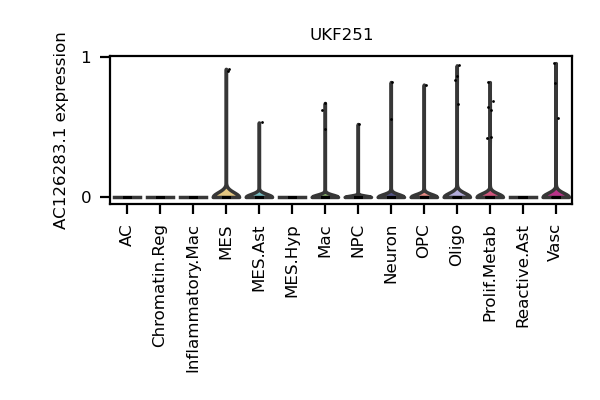 UKF251
AC126283.1 expression
1
0
AC
Chromatin.Reg
Inflammatory.Mac
MES
MES.Ast
MES.Hyp
Mac
NPC
Neuron
OPC
Oligo
Prolif.Metab
Reactive.Ast
Vasc